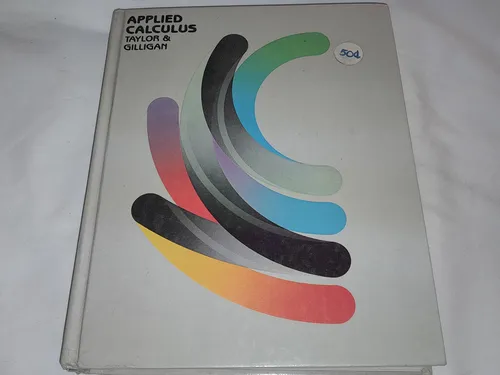 APPLIED
CALCULUS
TAYLOR &
GILLIGAN
504